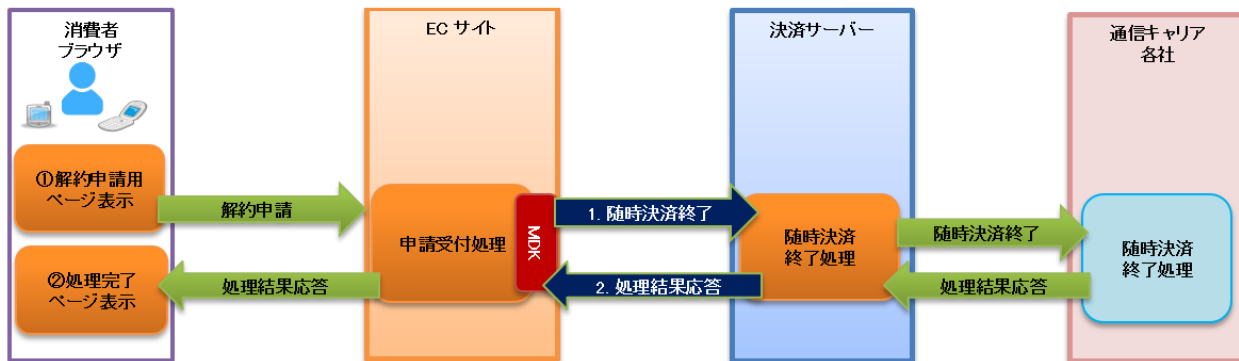 消費者
ブラウザ
①解約申請用
ページ表示
②処理完了
ページ表示
解約申請
処理結果応答
EC サイト
申請受付処理
MDK
1. 随時決済終了
2. 処理結果応答
決済サーバー
随時決済
終了処理
随時決済終了
処理結果応答
通信キャリア
各社
随時決済
終了処理